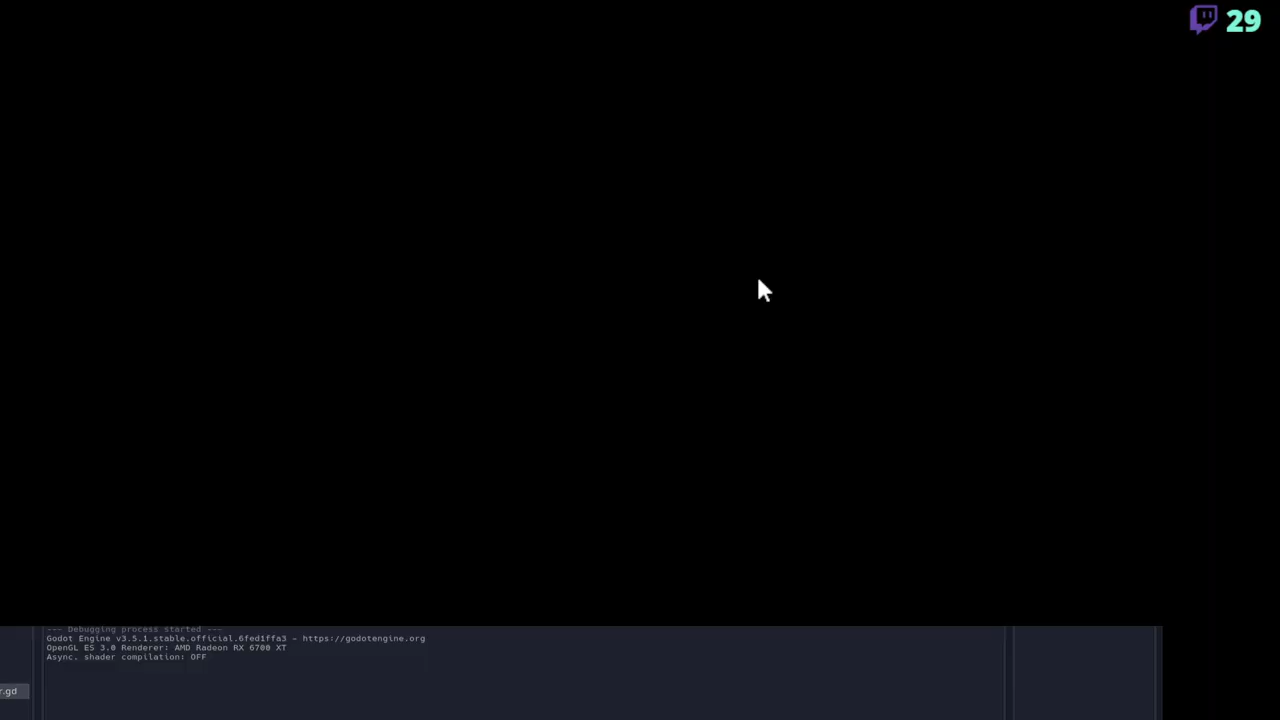 29
--- Debugging process started ---
Godot Engine v3.5.1.stable.official.6fed1ffa3 - https://godotengine.org
OpenGL ES 3.0 Renderer: AMD Radeon RX 6700 XT
Async. shader compilation: OFF
r.gd